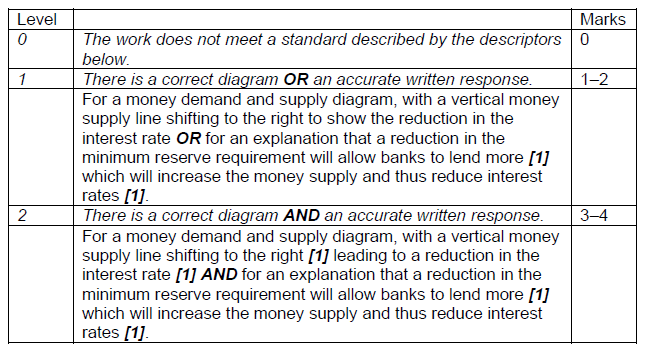 Level Marks
0 The work does not meet a standard described by the descriptors 0
below.
1 There is a correct diagram OR an accurate written response. 1–2
For a money demand and supply diagram, with a vertical money
supply line shifting to the right to show the reduction in the
interest rate OR for an explanation that a reduction in the
minimum reserve requirement will allow banks to lend more [1]
which will increase the money supply and thus reduce interest
rates [1].
2 There is a correct diagram AND an accurate written response. 3–4
For a money demand and supply diagram, with a vertical money
supply line shifting to the right [1] leading to a reduction in the
interest rate [1] AND for an explanation that a reduction in the
minimum reserve requirement will allow banks to lend more [1]
which will increase the money supply and thus reduce interest
rates [1].